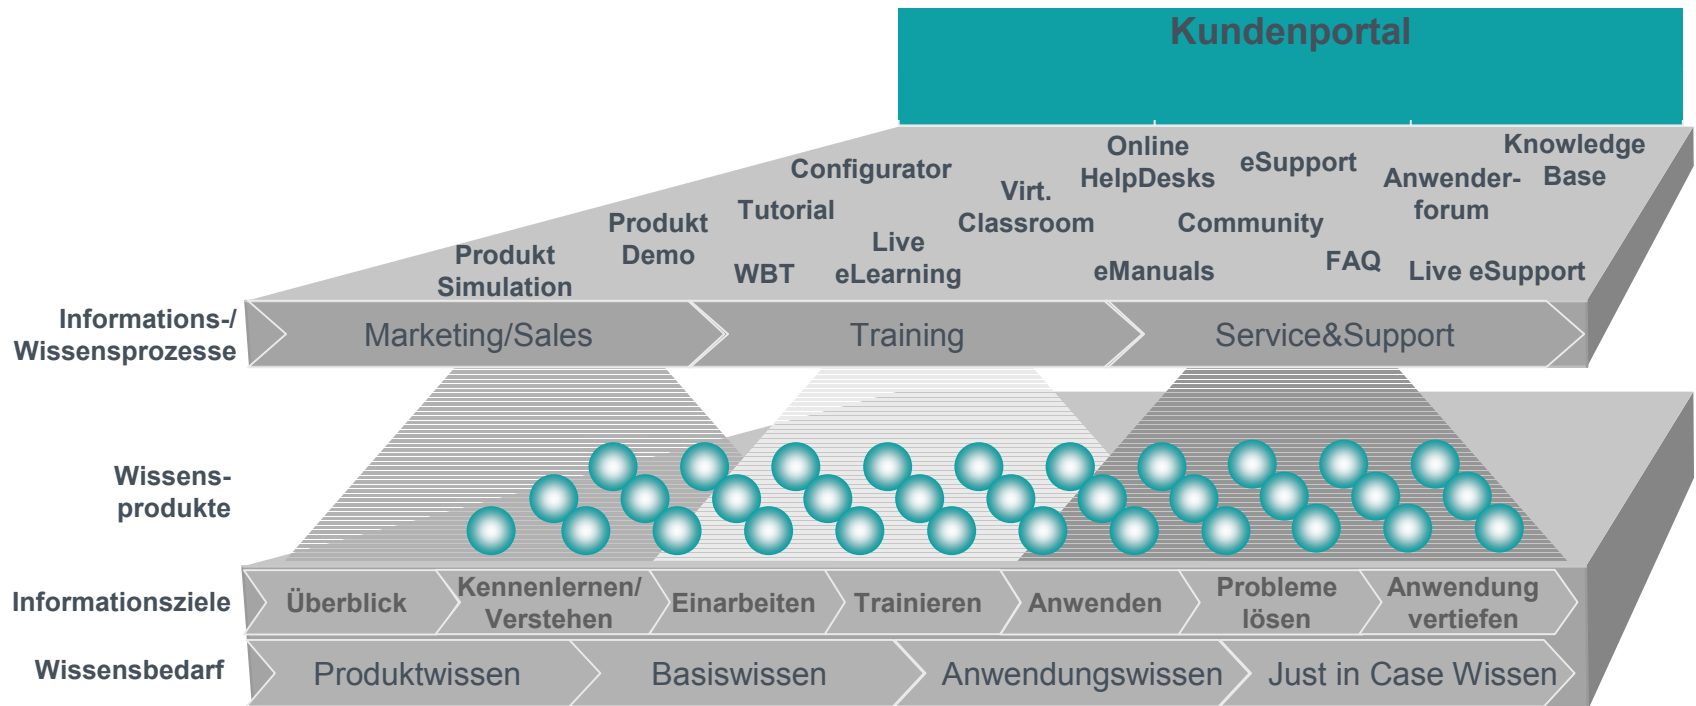 Kundenportal
Knowledge
Base
Online
HelpDesks
eSupport
Configurator
Anwender-
forum
Virt.
Classroom
Tutorial
Produkt
Demo
Community
Live
eLearning
Produkt
Simulation
WBT
eManuals
FAQ
Live eSupport
Informations-/
Wissensprozesse
Marketing/Sales
Training
Service&Support
Wissens-
produkte
Informationsziele
Überblick
Kennenlernen/
Verstehen
Einarbeiten
Trainieren
Anwenden
Probleme
lösen
Anwendung
vertiefen
Wissensbedarf
Produktwissen
Basiswissen
Anwendungswissen
Just in Case Wissen